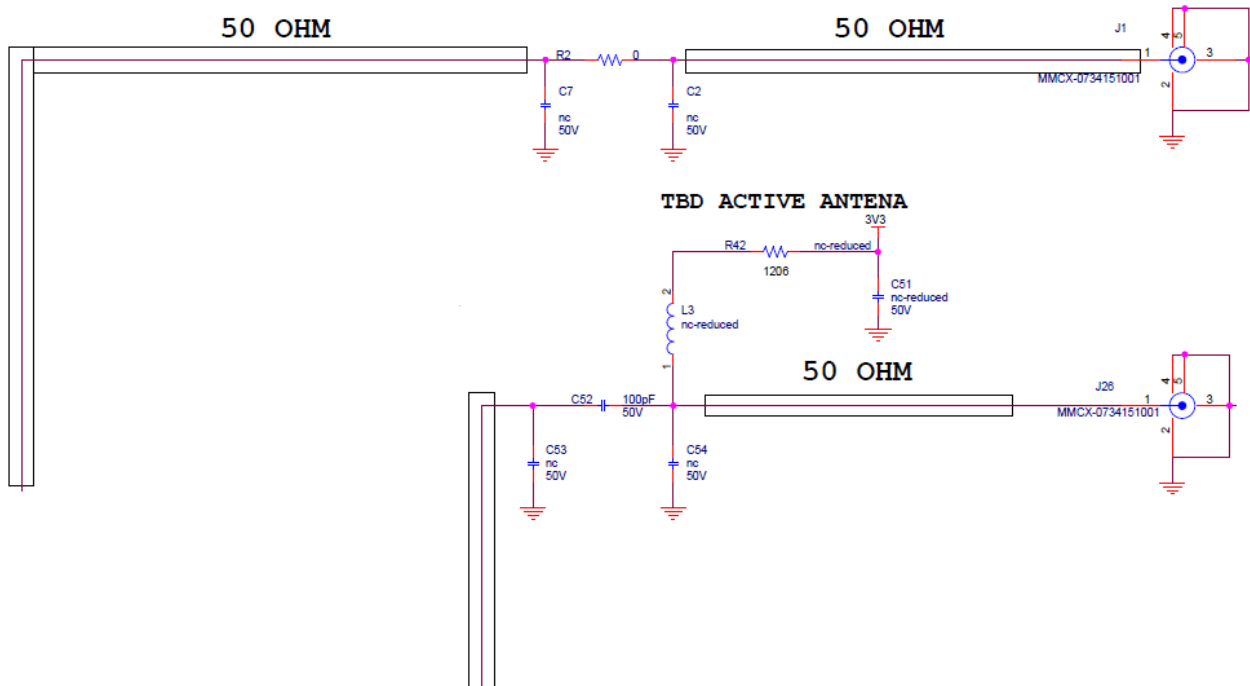 50 OHM
50 OHM
J1
R2
0
4
5
1
3
MMCX-0734151001
2
C7
nc
50V
C2
nc
50V
TBD ACTIVE ANTENA
3V3
R42
nc-reduced
1206
C51
nc-reduced
50V
2
L3
nc-reduced
1
50 OHM
J26
4
5
C52
100pF
50V
1
3
MMCX-0734151001
2
C53
nc
50V
C54
nc
50V